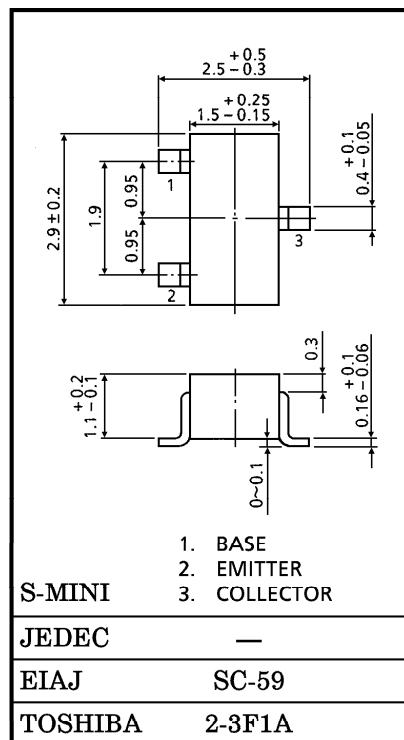 +0.5
2.5 – 0.3
+0.25
1.5 – 0.15
2.9 ± 0.2
1.9
0.95
0.95
1
2
3
+0.1
0.4 – 0.05
+0.2
1.1 – 0.1
0.3
+0.1
0.16 – 0.06
0~0.1
1. BASE
2. EMITTER
S-MINI 3. COLLECTOR
JEDEC —
EIAJ SC-59
TOSHIBA 2-3F1A